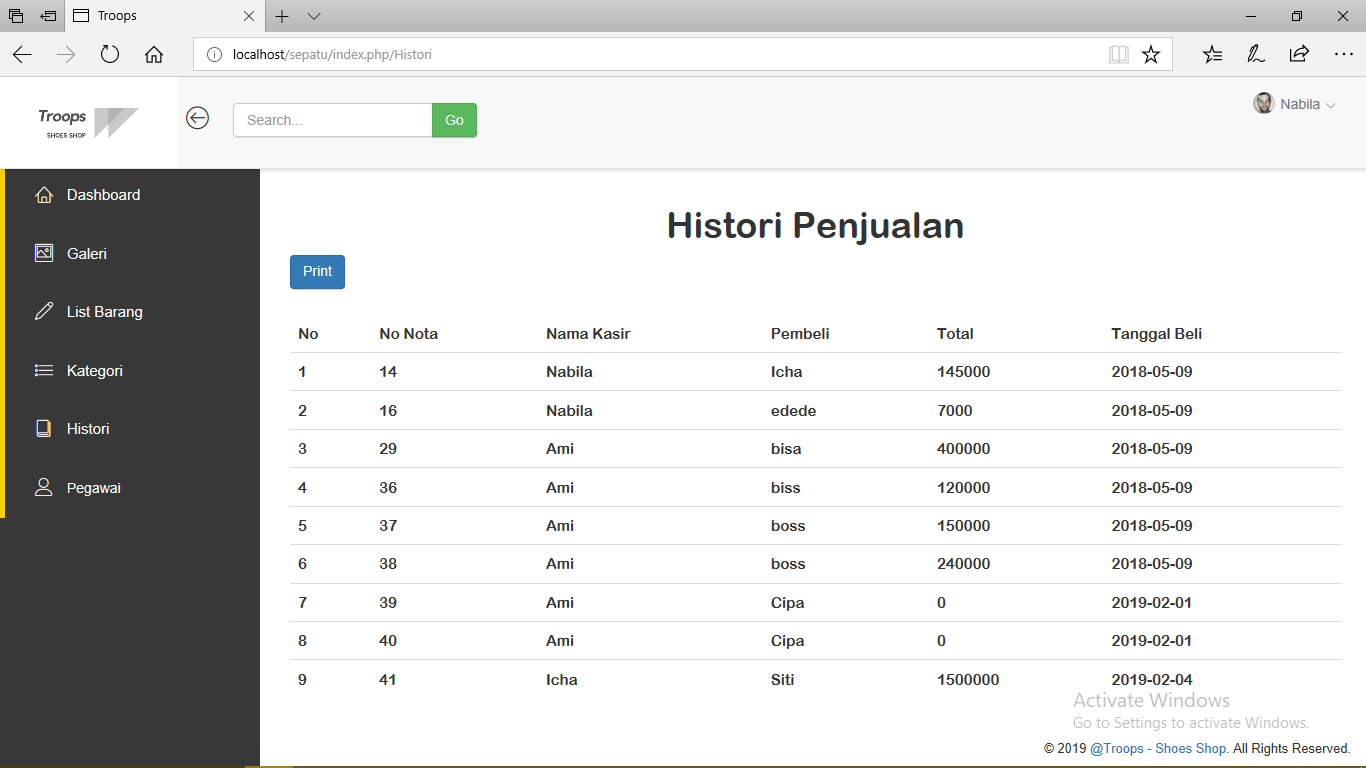 Troops
localhost/sepatu/index.php/Histori
Troops
SHOES SHOP
Search...
Go
Nabila
Dashboard
Galeri
List Barang
Kategori
Histori
Pegawai
Histori Penjualan
Print
No No Nota Nama Kasir Pembeli Total Tanggal Beli
1 14 Nabila Icha 145000 2018-05-09
2 16 Nabila edede 7000 2018-05-09
3 29 Ami bisa 400000 2018-05-09
4 36 Ami biss 120000 2018-05-09
5 37 Ami boss 150000 2018-05-09
6 38 Ami boss 240000 2018-05-09
7 39 Ami Cipa 0 2019-02-01
8 40 Ami Cipa 0 2019-02-01
9 41 Icha Siti 1500000 2019-02-04
Activate Windows
Go to Settings to activate Windows.
© 2019 @Troops - Shoes Shop. All Rights Reserved.